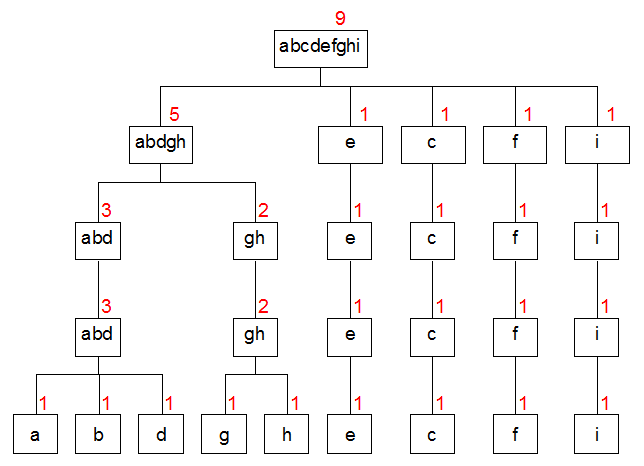 9
abcdefghi
5 1 1 1 1
abdgh e c f i
3 2 1 1 1 1
abd gh e c f i
3 2 1 1 1 1
abd gh e c f i
1 1 1 1 1 1 1 1 1
a b d g h e c f i